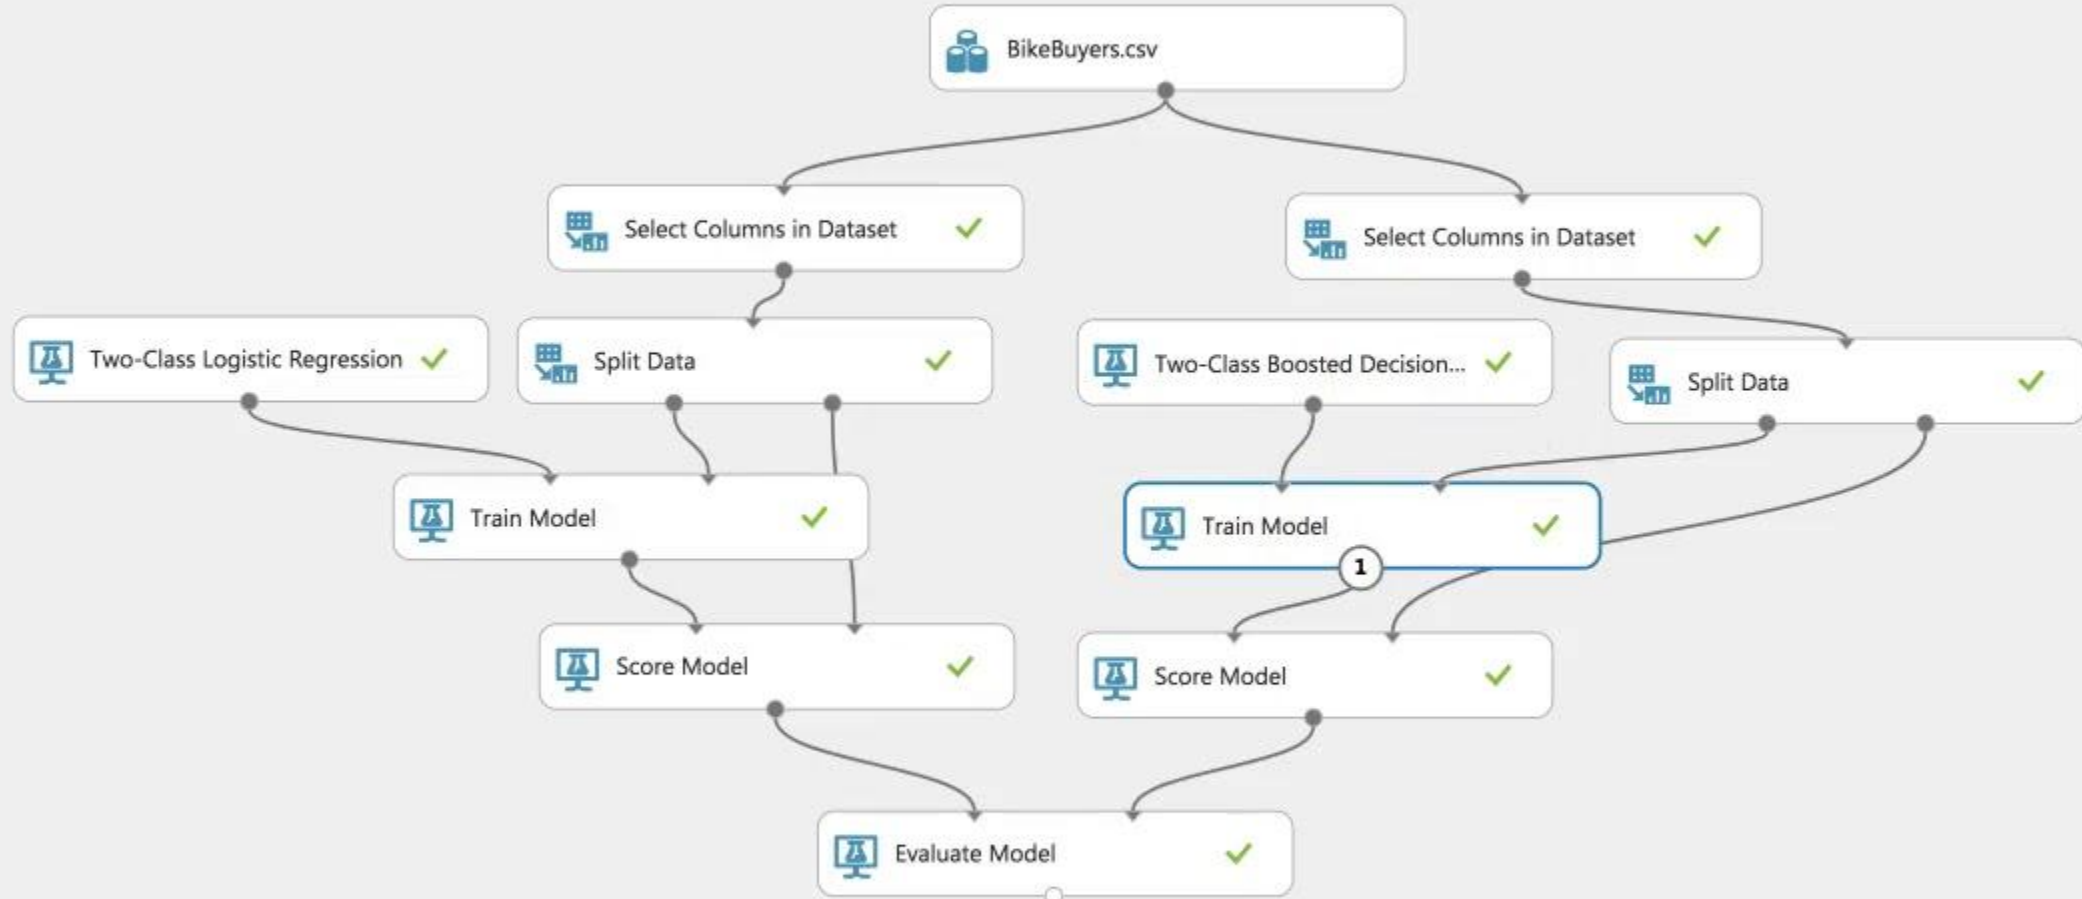 BikeBuyers.csv
Select Columns in Dataset
Select Columns in Dataset
Two-Class Logistic Regression
Split Data
Two-Class Boosted Decision...
Split Data
Train Model
Train Model
1
Score Model
Score Model
Evaluate Model